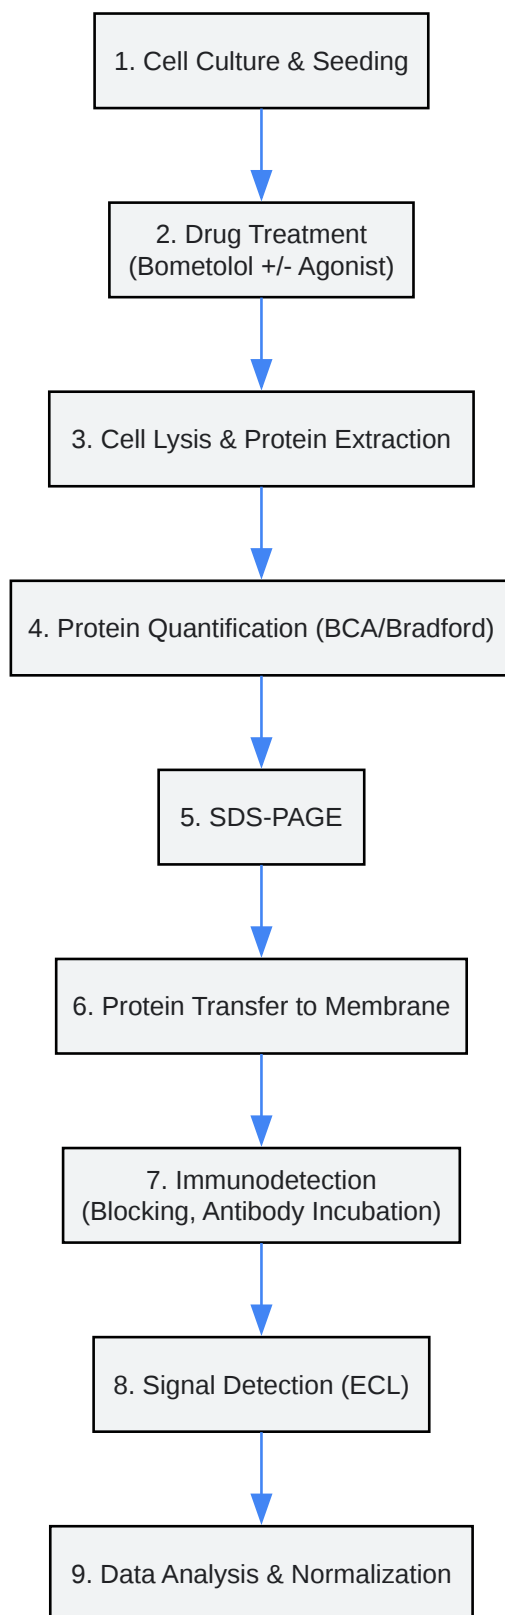 1. Cell Culture & Seeding
2. Drug Treatment
(Bometolol +/- Agonist)
3. Cell Lysis & Protein Extraction
4. Protein Quantification (BCA/Bradford)
5. SDS-PAGE
6. Protein Transfer to Membrane
7. Immunodetection
(Blocking, Antibody Incubation)
8. Signal Detection (ECL)
9. Data Analysis & Normalization